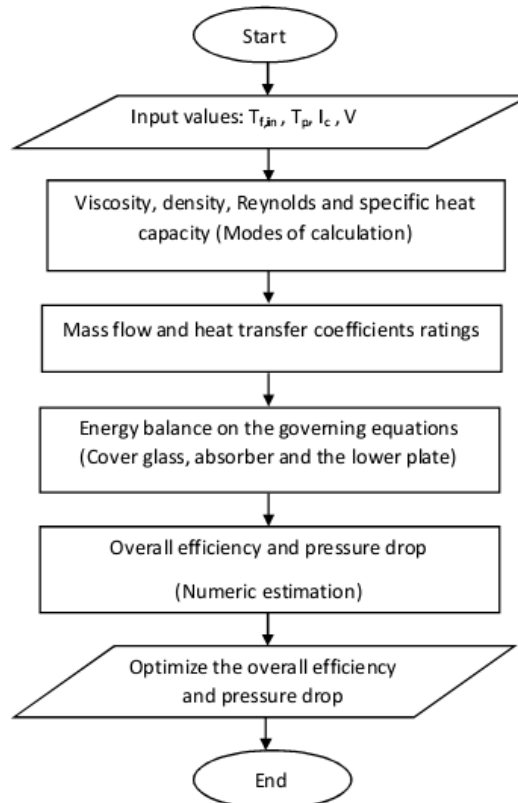 Start
Input values: T_f,in , T_p, I_c , V
Viscosity, density, Reynolds and specific heat
capacity (Modes of calculation)
Mass flow and heat transfer coefficients ratings
Energy balance on the governing equations
(Cover glass, absorber and the lower plate)
Overall efficiency and pressure drop
(Numeric estimation)
Optimize the overall efficiency
and pressure drop
End